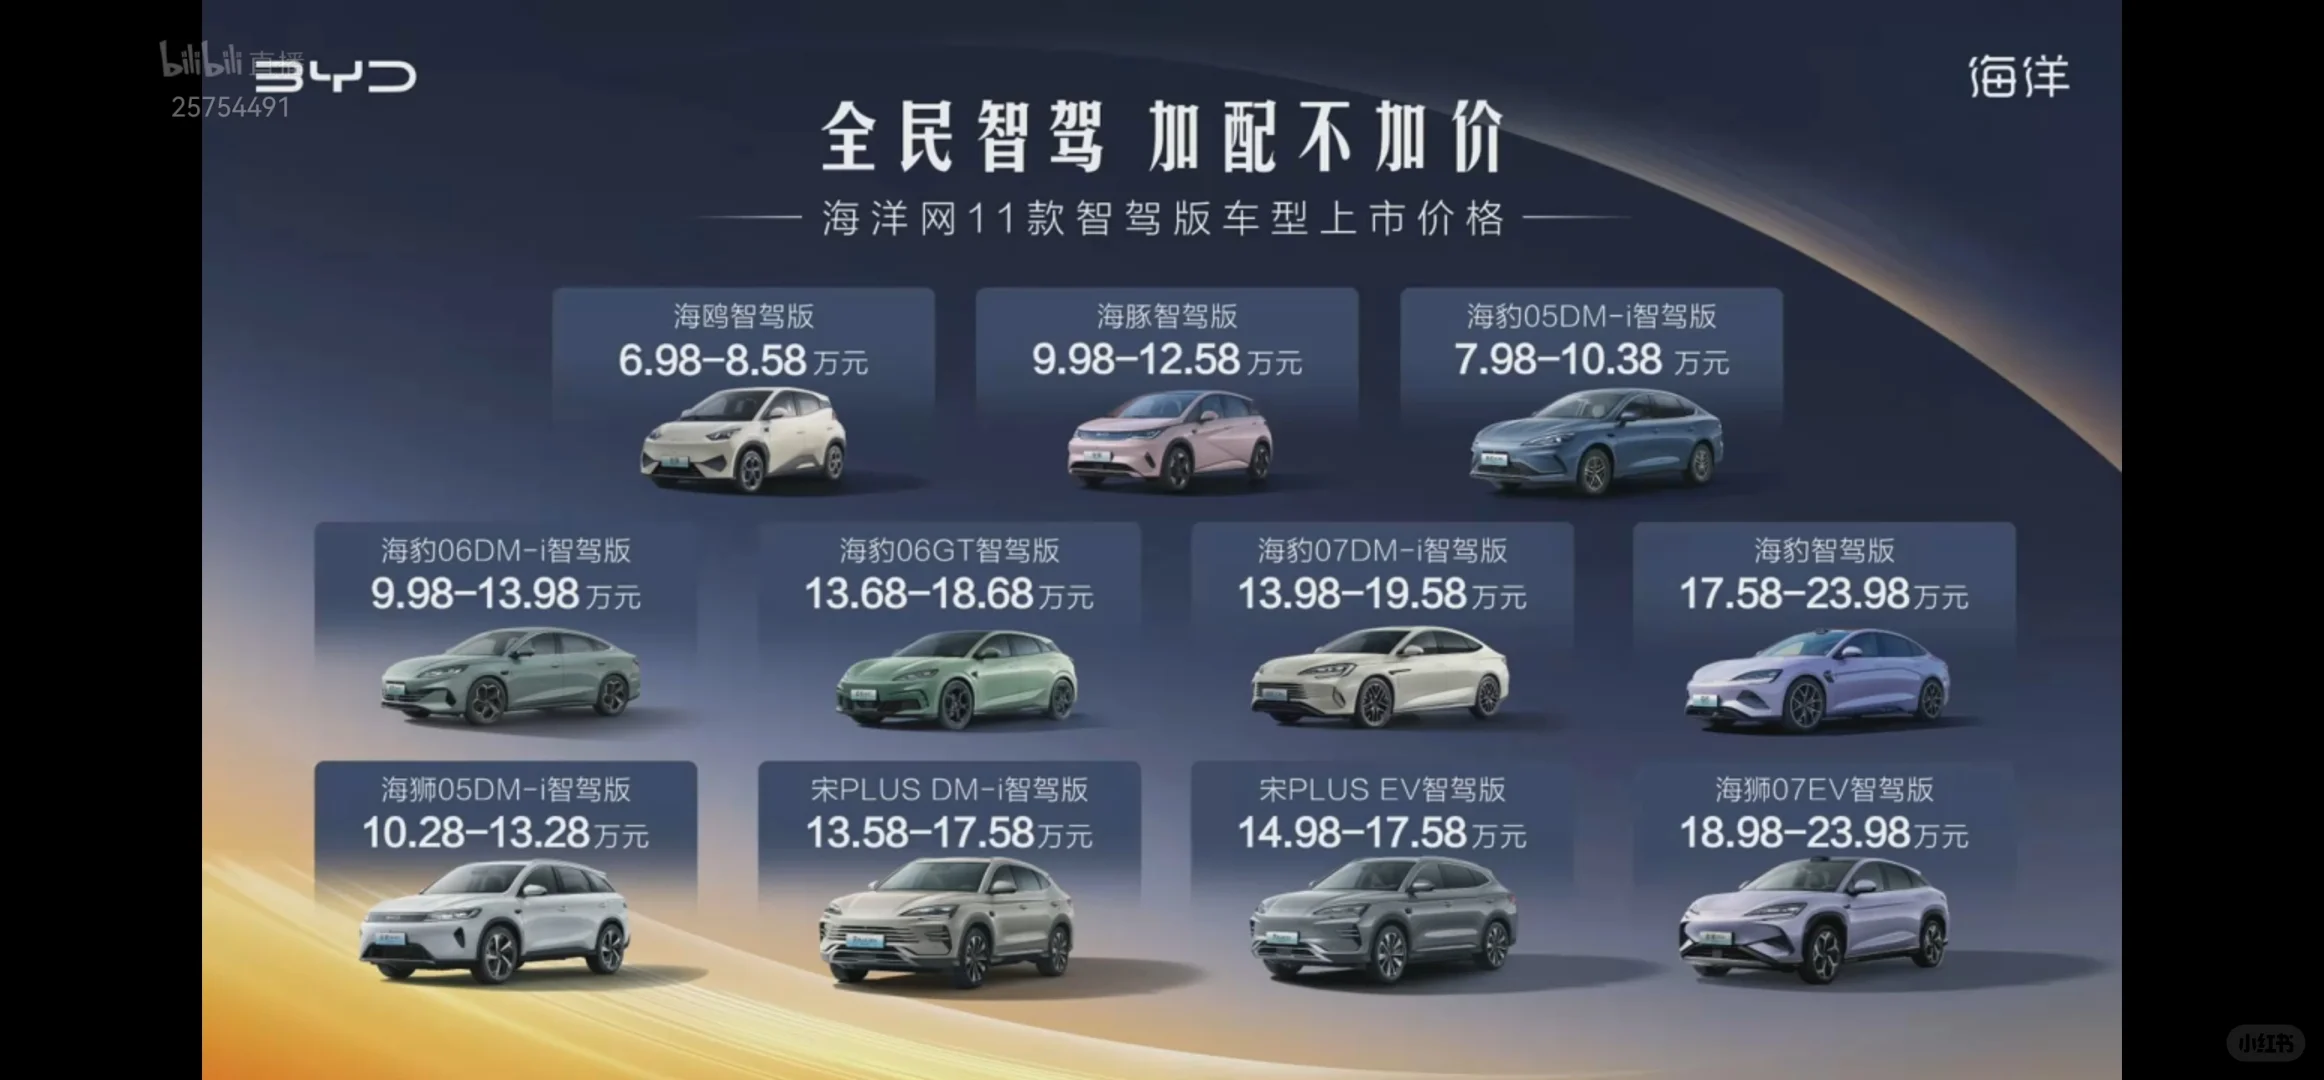 bilibili 直播
25754491
BYD
海洋
全民智驾 加配不加价
海洋网11款智驾版车型上市价格
海鸥智驾版
6.98-8.58万元
海豚智驾版
9.98-12.58万元
海豹05DM-i智驾版
7.98-10.38 万元
海豹06DM-i智驾版
9.98-13.98万元
海豹06GT智驾版
13.68-18.68万元
海豹07DM-i智驾版
13.98-19.58万元
海豹智驾版
17.58-23.98万元
海狮05DM-i智驾版
10.28-13.28万元
宋PLUS DM-i智驾版
13.58-17.58万元
宋PLUS EV智驾版
14.98-17.58万元
海狮07EV智驾版
18.98-23.98万元
小红书